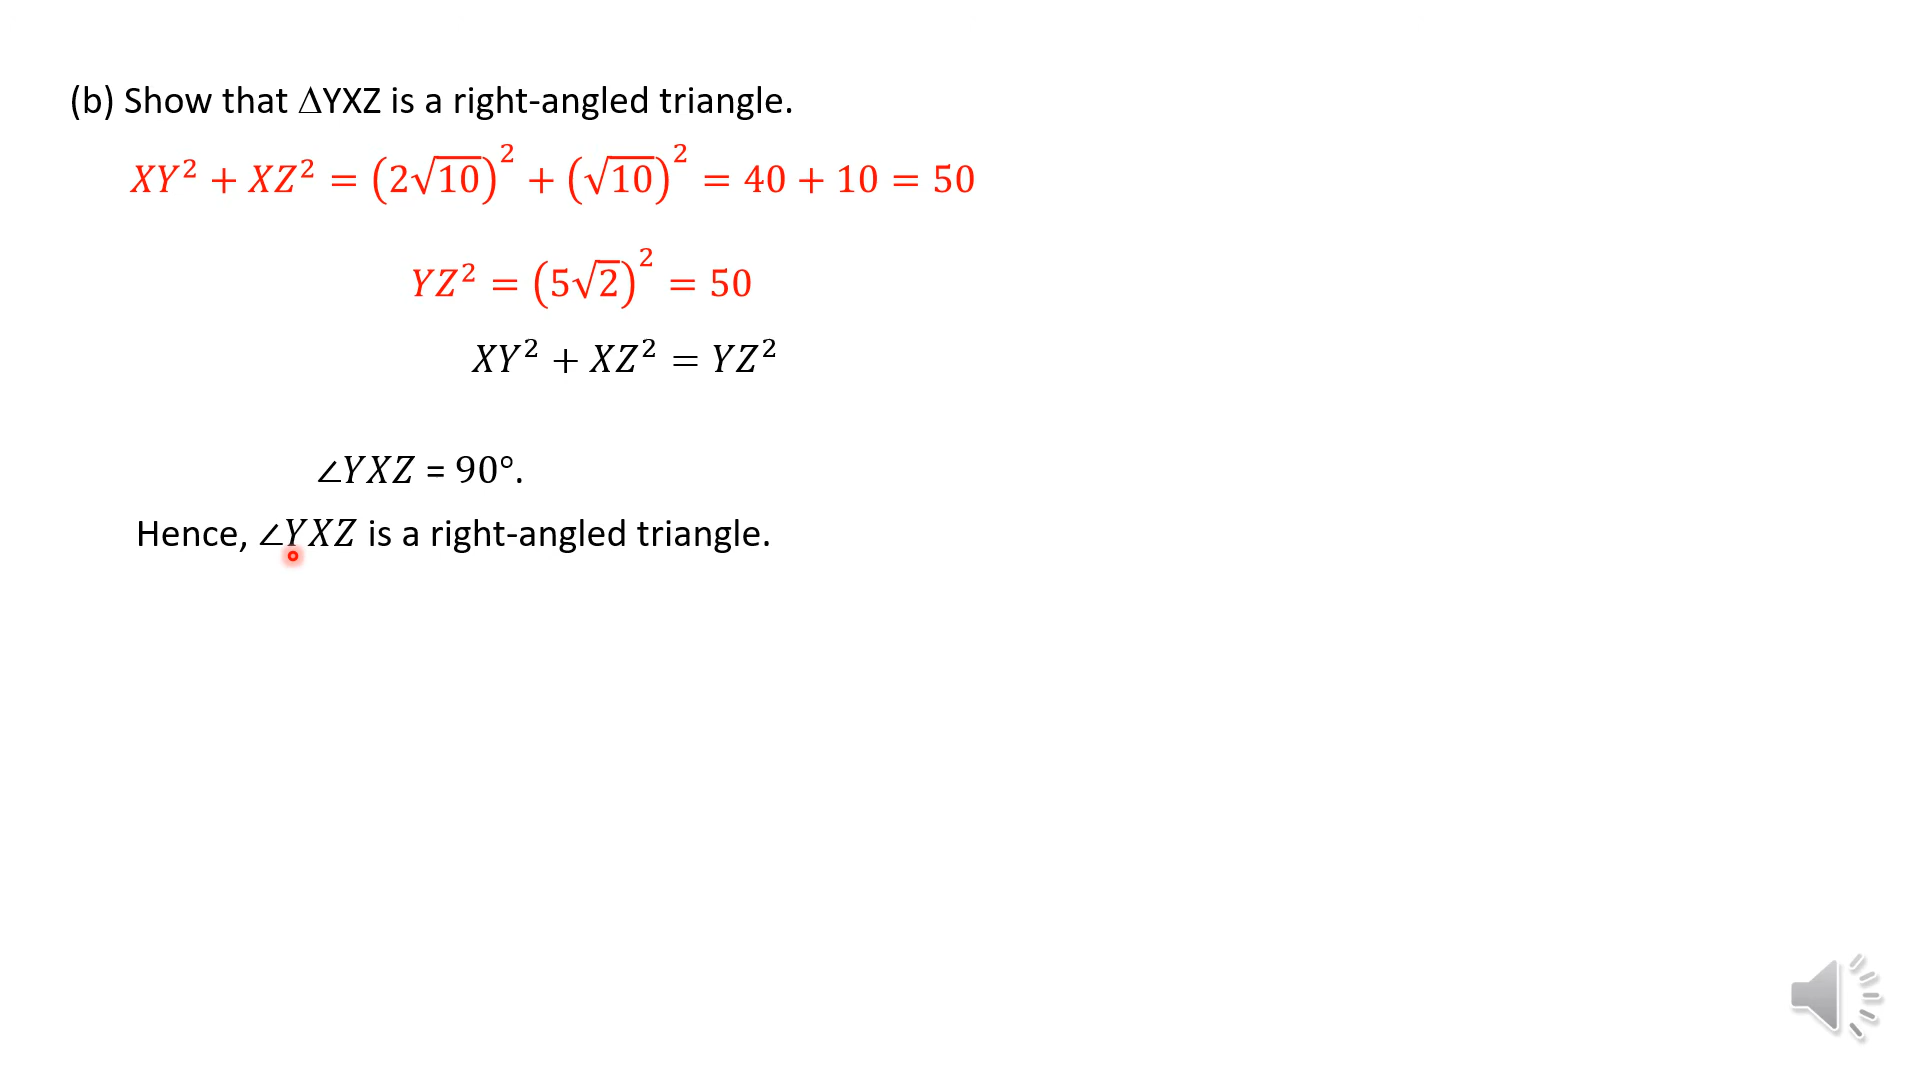 (b) Show that ΔYXZ is a right-angled triangle.
XY² + XZ² = (2√10)² + (√10)² = 40 + 10 = 50
YZ² = (5√2)² = 50
XY² + XZ² = YZ²
∠YXZ = 90°.
Hence, ∠YXZ is a right-angled triangle.